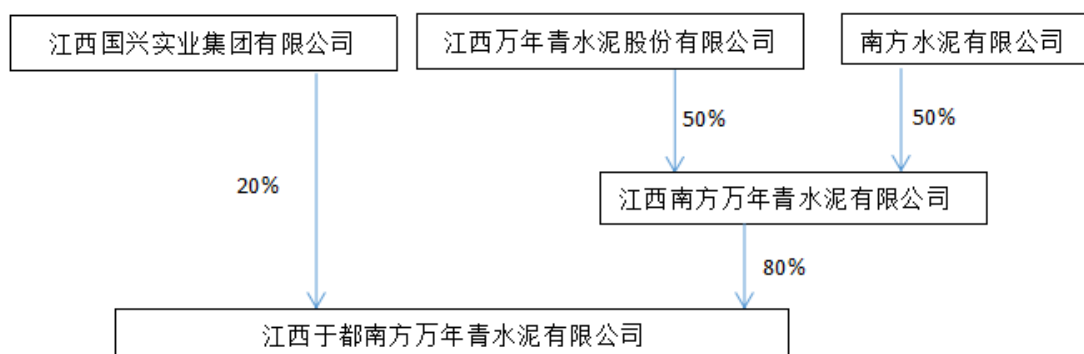 江西国兴实业集团有限公司
江西万年青水泥股份有限公司
南方水泥有限公司
50%
50%
20%
江西南方万年青水泥有限公司
80%
江西于都南方万年青水泥有限公司